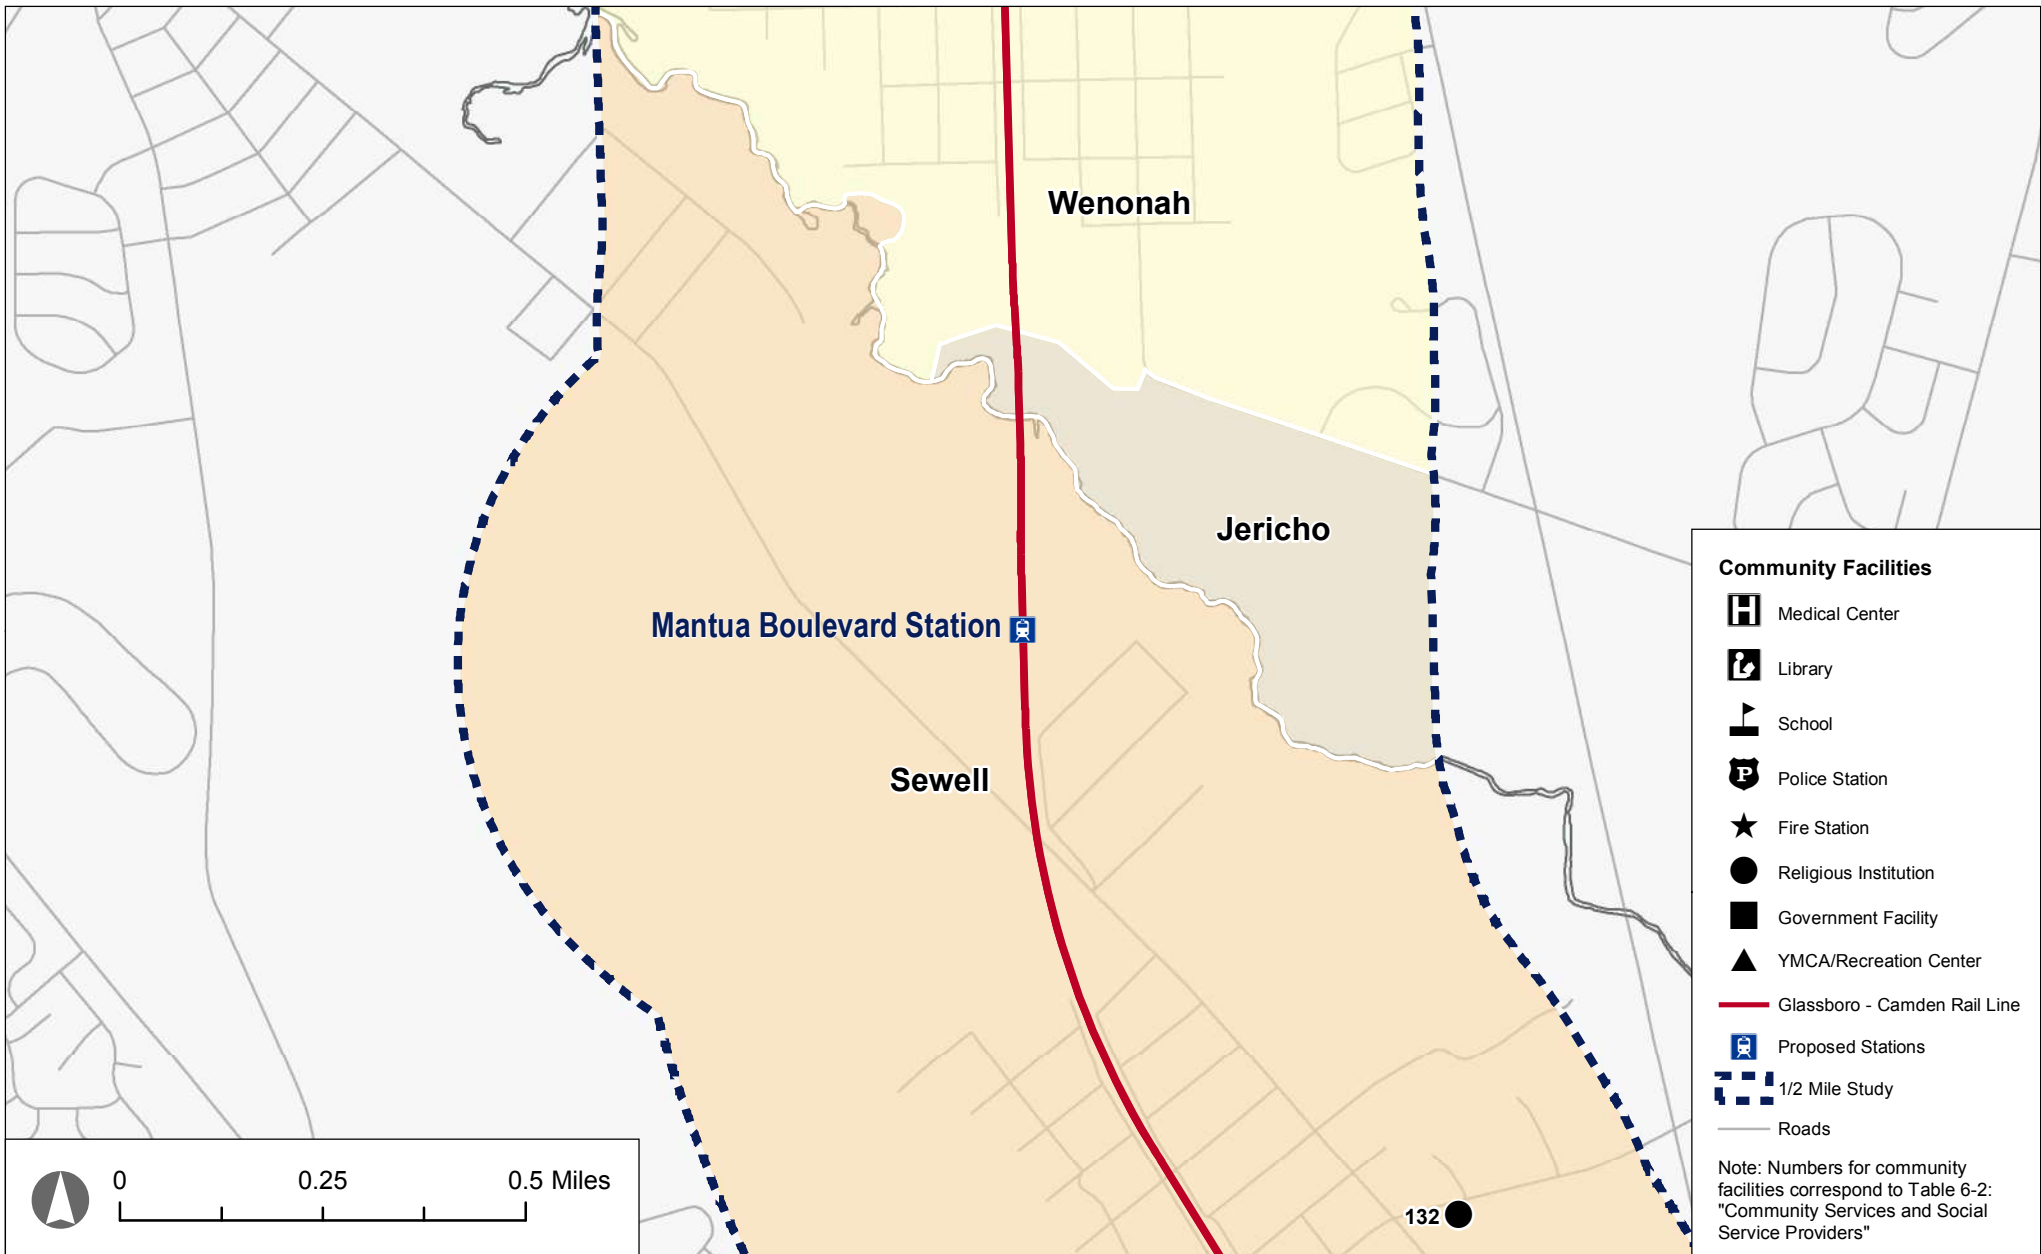 Wenonah
Jericho
Mantua Boulevard Station
Sewell
132
Community Facilities
H Medical Center
Library
School
P Police Station
Fire Station
Religious Institution
Government Facility
YMCA/Recreation Center
Glassboro - Camden Rail Line
Proposed Stations
1/2 Mile Study
Roads
Note: Numbers for community
facilities correspond to Table 6-2:
"Community Services and Social
Service Providers"
0 0.25 0.5 Miles